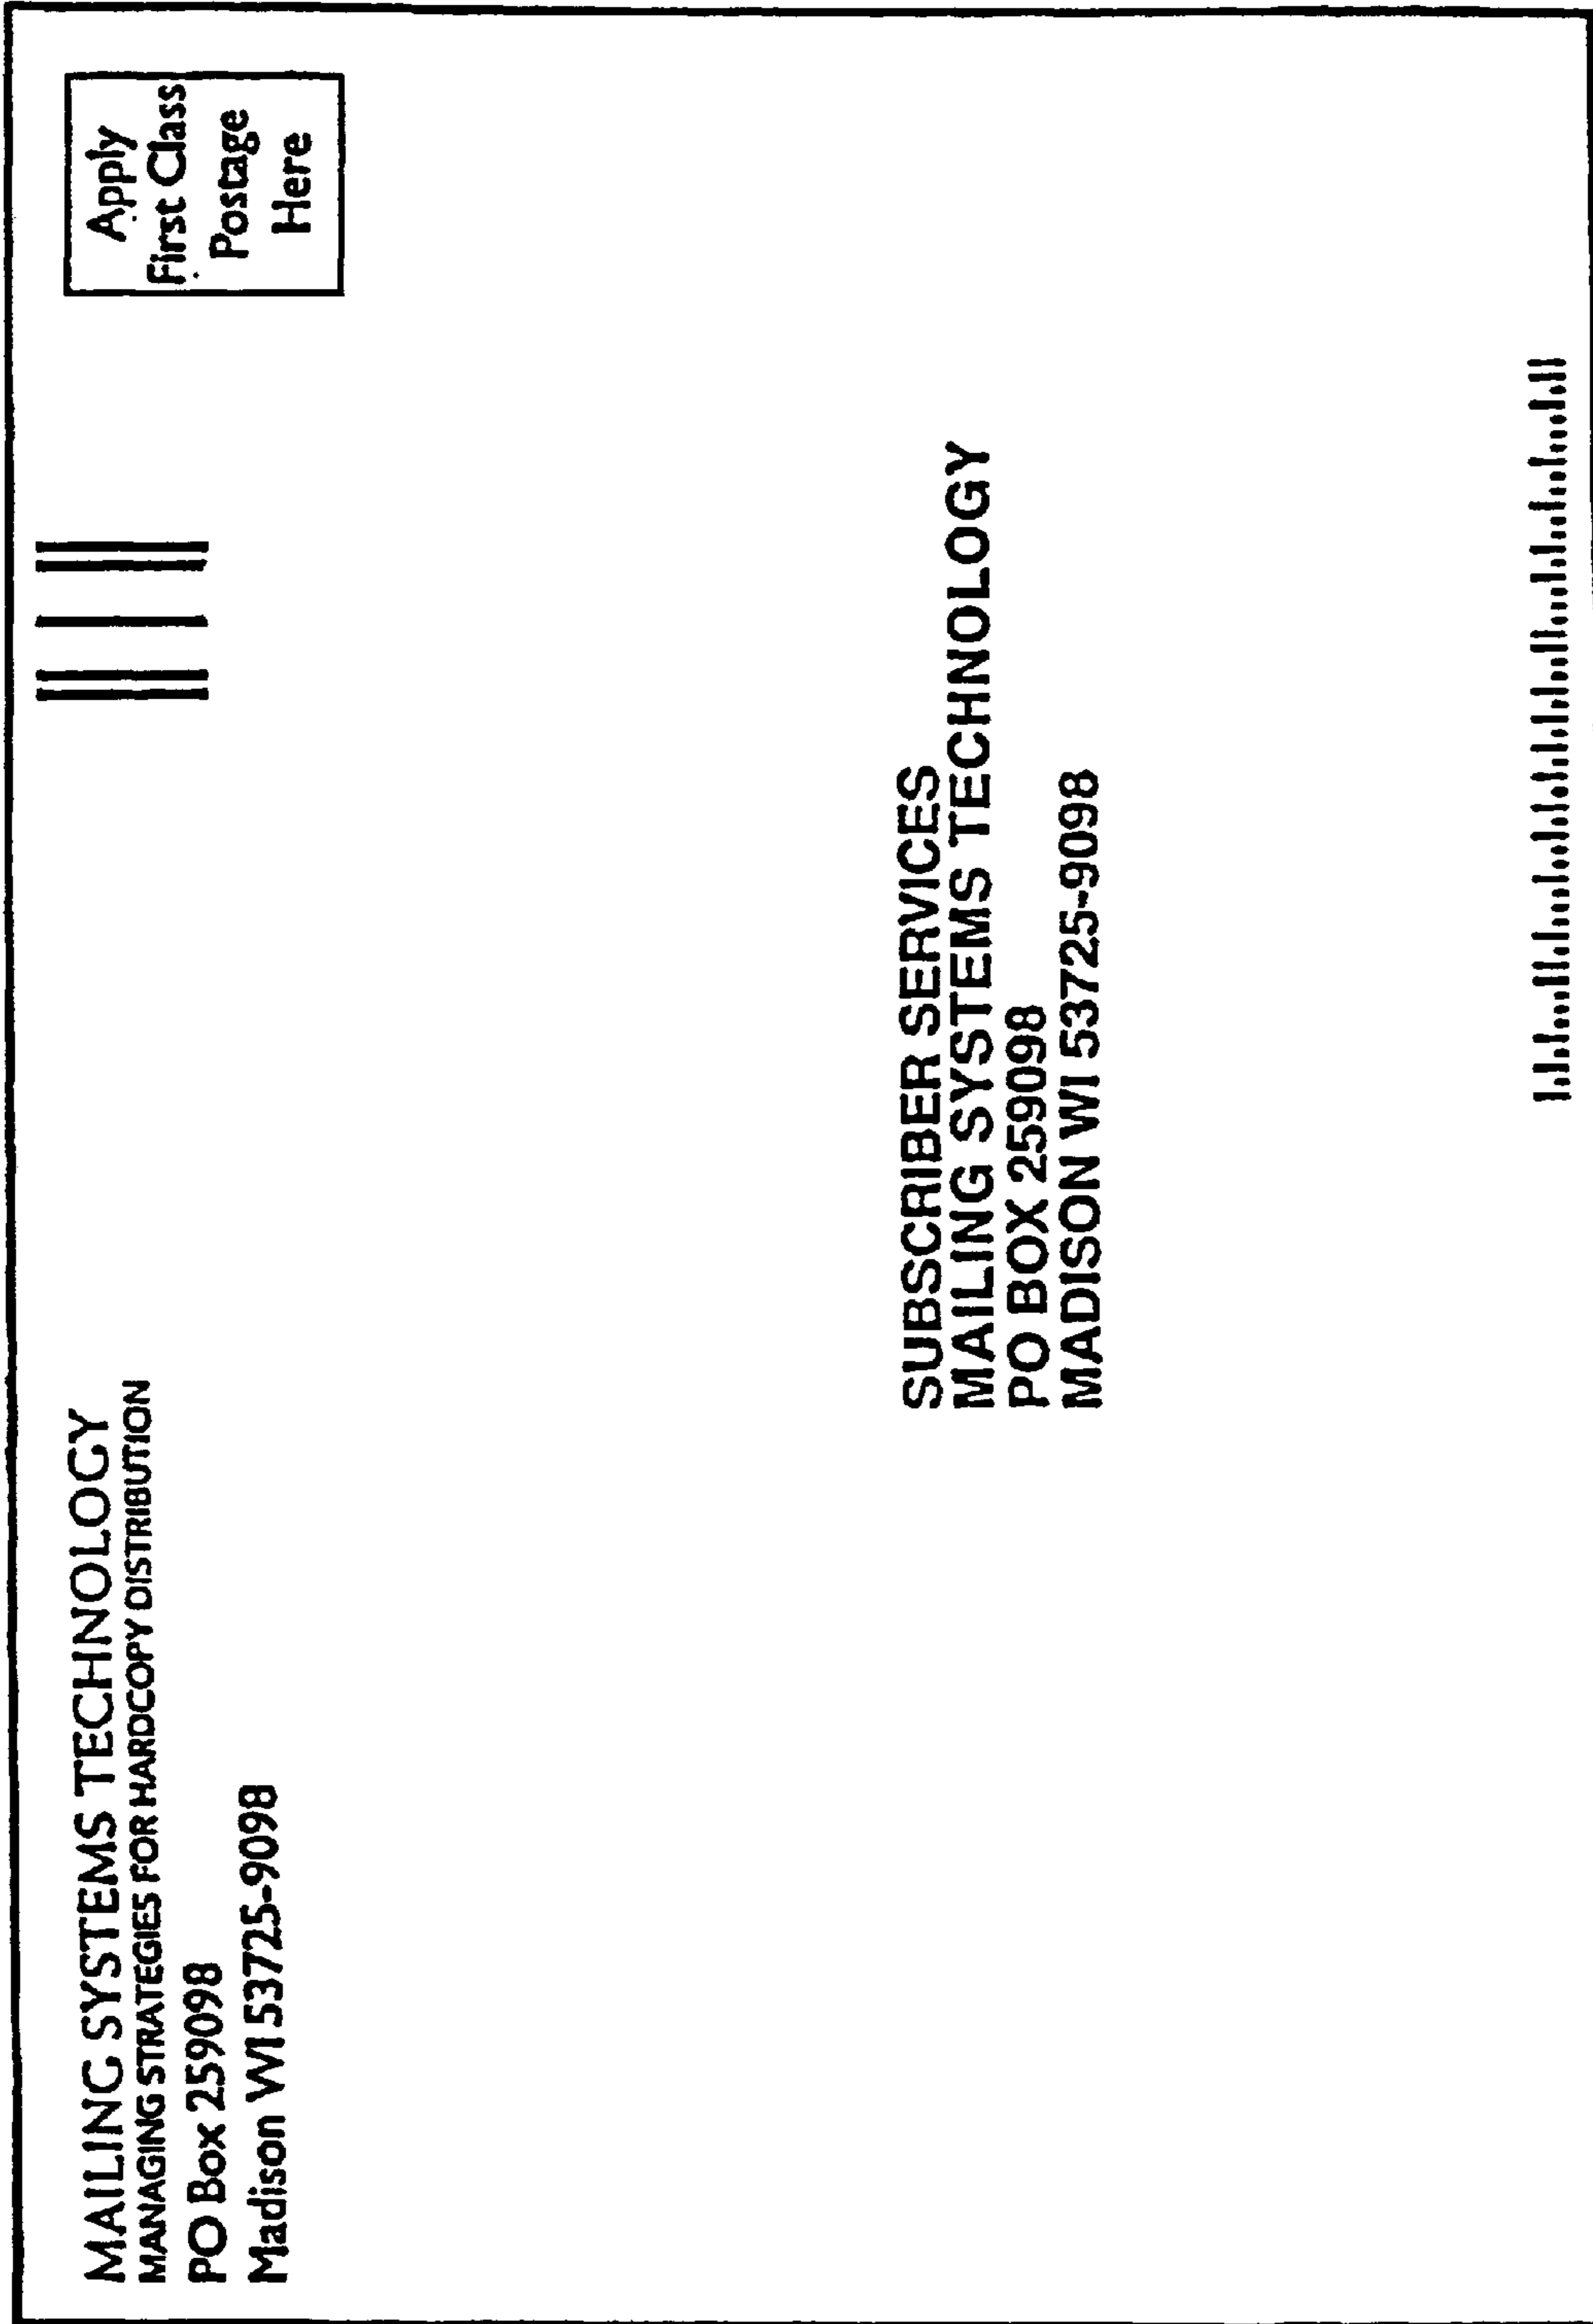 MAILING SYSTEMS TECHNOLOGY
MANAGING STRATEGIES FOR HARDCOPY DISTRIBUTION
PO Box 259098
Madison WI 53725-9098
Apply
First Class
Postage
Here
SUBSCRIBER SERVICES
MAILING SYSTEMS TECHNOLOGY
PO BOX 259098
MADISON WI 53725-9098